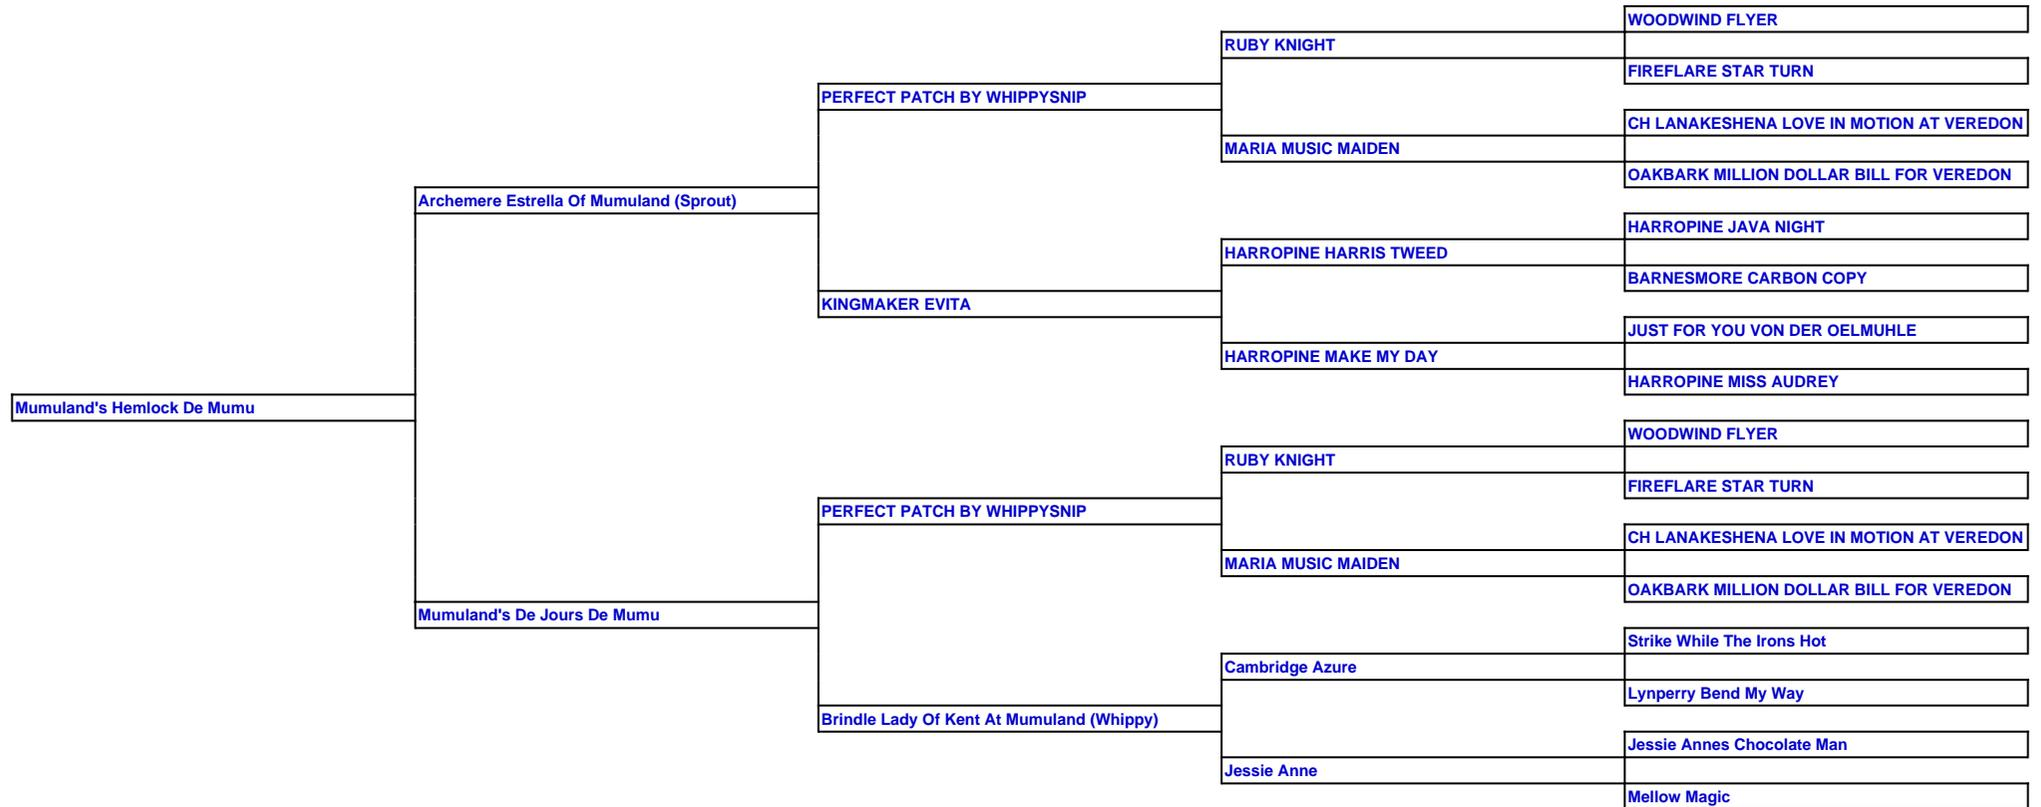 WOODWIND FLYER
RUBY KNIGHT
FIREFLARE STAR TURN
PERFECT PATCH BY WHIPPYSNIP
CH LANAKESHENA LOVE IN MOTION AT VEREDON
MARIA MUSIC MAIDEN
OAKBARK MILLION DOLLAR BILL FOR VEREDON
Archemere Estrella Of Mumuland (Sprout)
HARROPINE JAVA NIGHT
HARROPINE HARRIS TWEED
BARNESMORE CARBON COPY
KINGMAKER EVITA
JUST FOR YOU VON DER OELMUHLE
HARROPINE MAKE MY DAY
HARROPINE MISS AUDREY
Mumuland's Hemlock De Mumu
WOODWIND FLYER
RUBY KNIGHT
FIREFLARE STAR TURN
PERFECT PATCH BY WHIPPYSNIP
CH LANAKESHENA LOVE IN MOTION AT VEREDON
MARIA MUSIC MAIDEN
OAKBARK MILLION DOLLAR BILL FOR VEREDON
Mumuland's De Jours De Mumu
Strike While The Irons Hot
Cambridge Azure
Lynperry Bend My Way
Brindle Lady Of Kent At Mumuland (Whippy)
Jessie Annes Chocolate Man
Jessie Anne
Mellow Magic